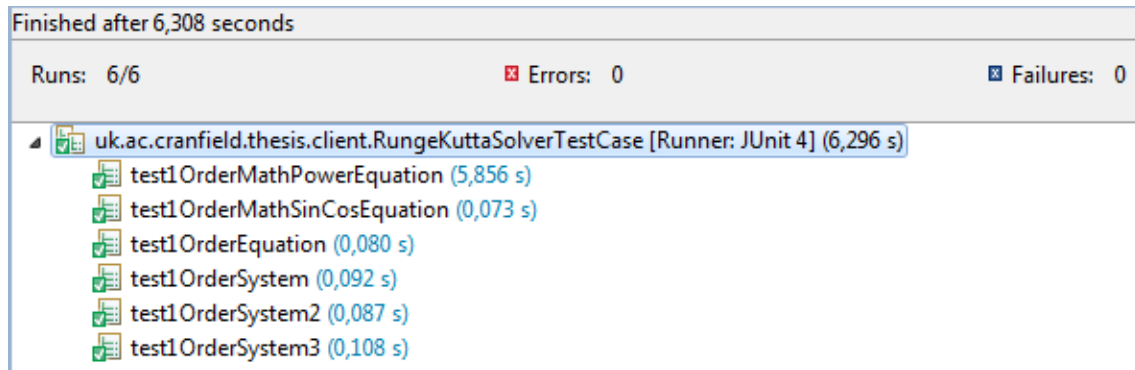 Finished after 6,308 seconds
Runs: 6/6 Errors: 0 Failures: 0
uk.ac.cranfield.thesis.client.RungeKuttaSolverTestCase [Runner: JUnit 4] (6,296 s)
test1OrderMathPowerEquation (5,856 s)
test1OrderMathSinCosEquation (0,073 s)
test1OrderEquation (0,080 s)
test1OrderSystem (0,092 s)
test1OrderSystem2 (0,087 s)
test1OrderSystem3 (0,108 s)